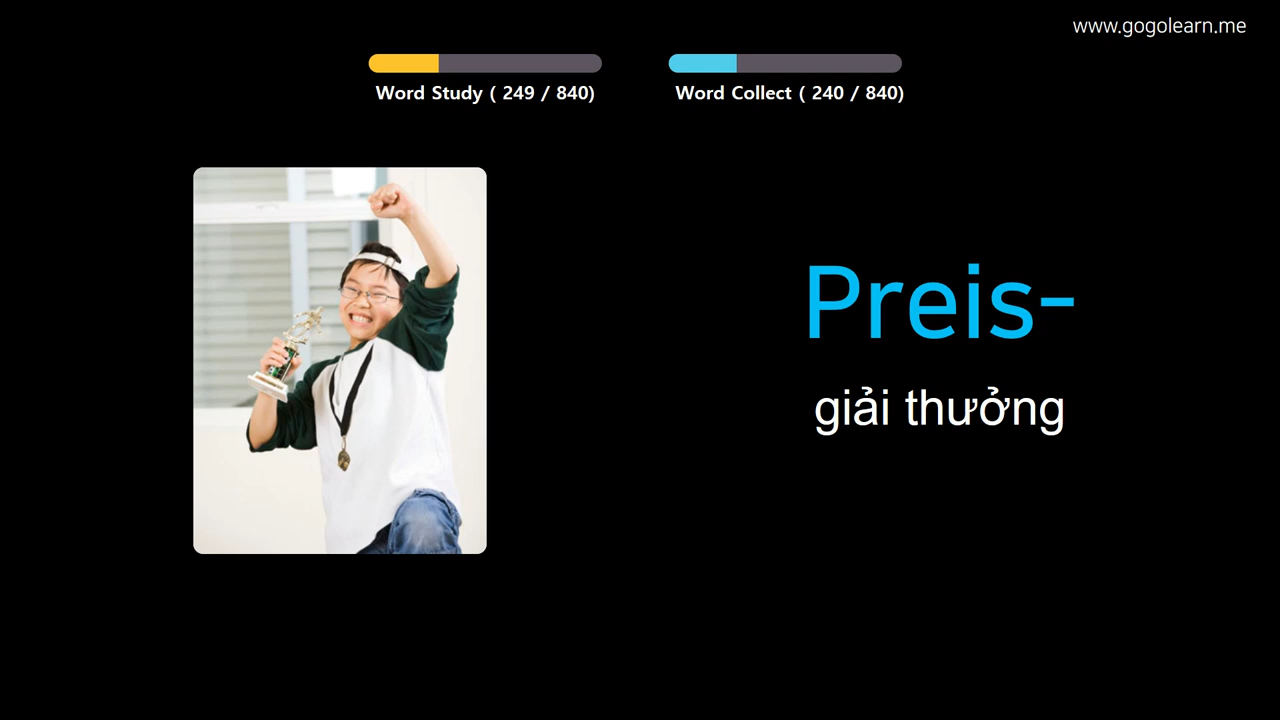 www.gogolearn.me
Word Study ( 249 / 840)
Word Collect ( 240 / 840)
Preis-
giải thưởng